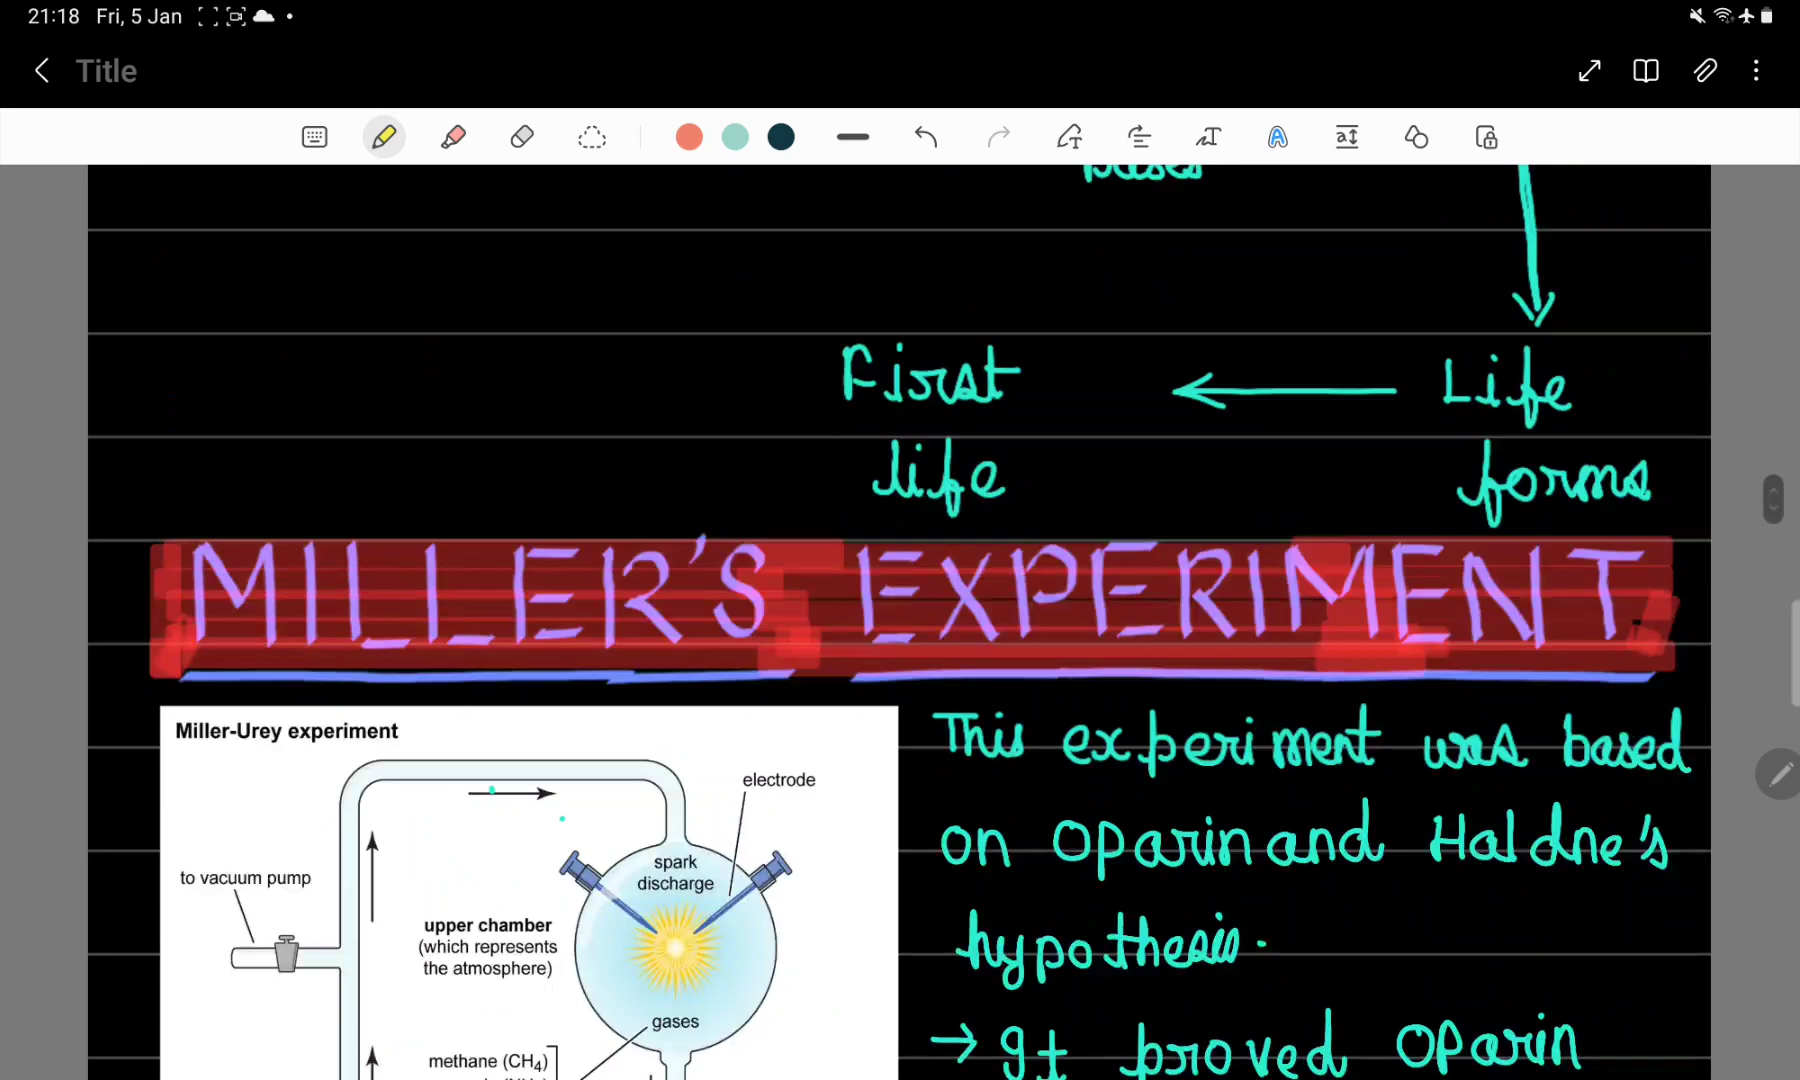 21:18 Fri, 5 Jan
Title
First ← Life
life forms
MILLER'S EXPERIMENT
Miller-Urey experiment
electrode
spark
discharge
to vacuum pump
upper chamber
(which represents
the atmosphere)
gases
methane (CH4)
This experiment was based
on Oparin and Haldne's
hypothesis.
→ It proved Oparin